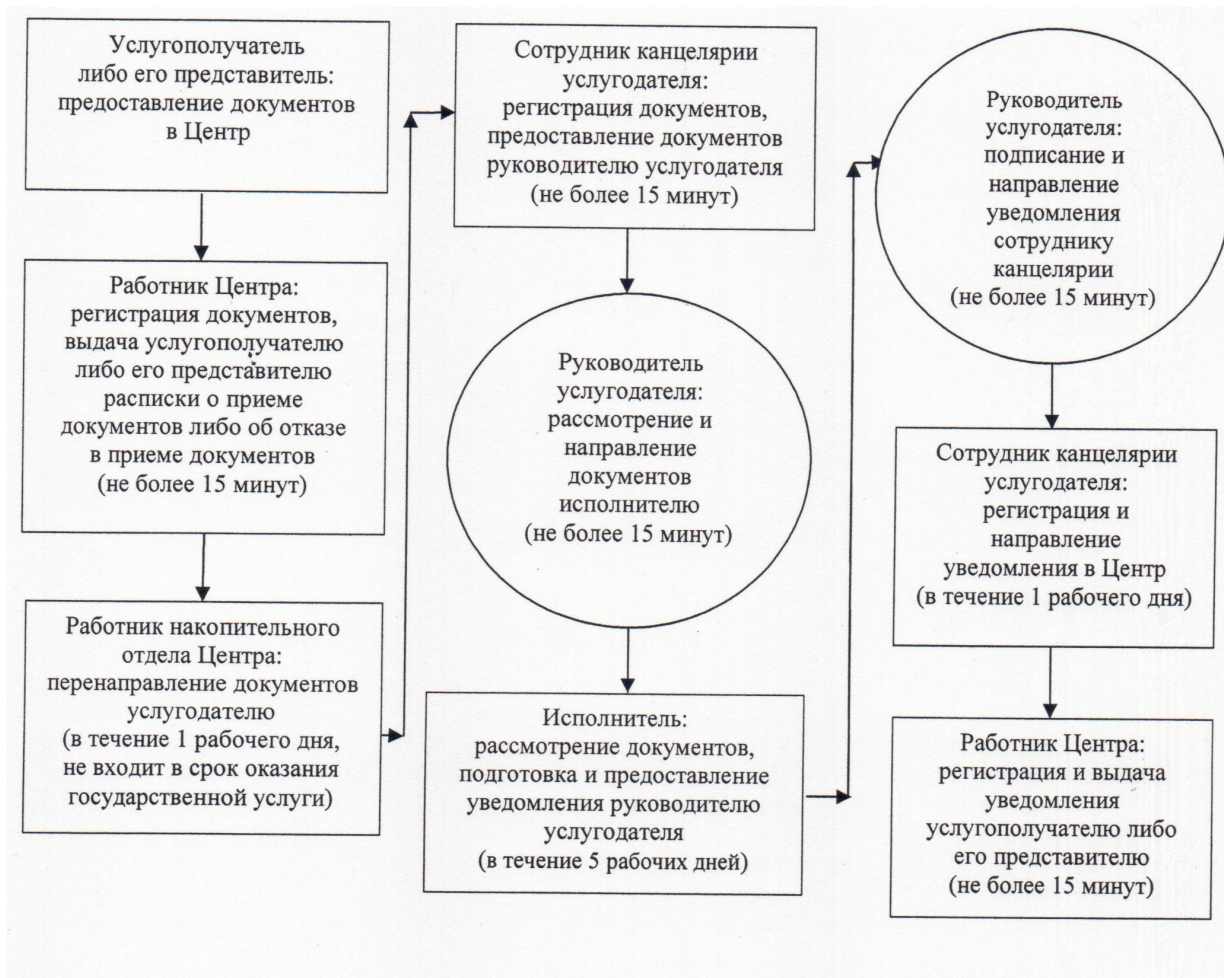 Услугополучатель
либо его представитель:
предоставление документов
в Центр
Работник Центра:
регистрация документов,
выдача услугополучателю
либо его представителю
расписки о приеме
документов либо об отказе
в приеме документов
(не более 15 минут)
Работник накопительного
отдела Центра:
перенаправление документов
услугодателю
(в течение 1 рабочего дня,
не входит в срок оказания
государственной услуги)
Сотрудник канцелярии
услугодателя:
регистрация документов,
предоставление документов
руководителю услугодателя
(не более 15 минут)
Руководитель
услугодателя:
рассмотрение и
направление
документов
исполнителю
(не более 15 минут)
Исполнитель:
рассмотрение документов,
подготовка и предоставление
уведомления руководителю
услугодателя
(в течение 5 рабочих дней)
Руководитель
услугодателя:
подписание и
направление
уведомления
сотруднику
канцелярии
(не более 15 минут)
Сотрудник канцелярии
услугодателя:
регистрация и
направление
уведомления в Центр
(в течение 1 рабочего дня)
Работник Центра:
регистрация и выдача
уведомления
услугополучателю либо
его представителю
(не более 15 минут)